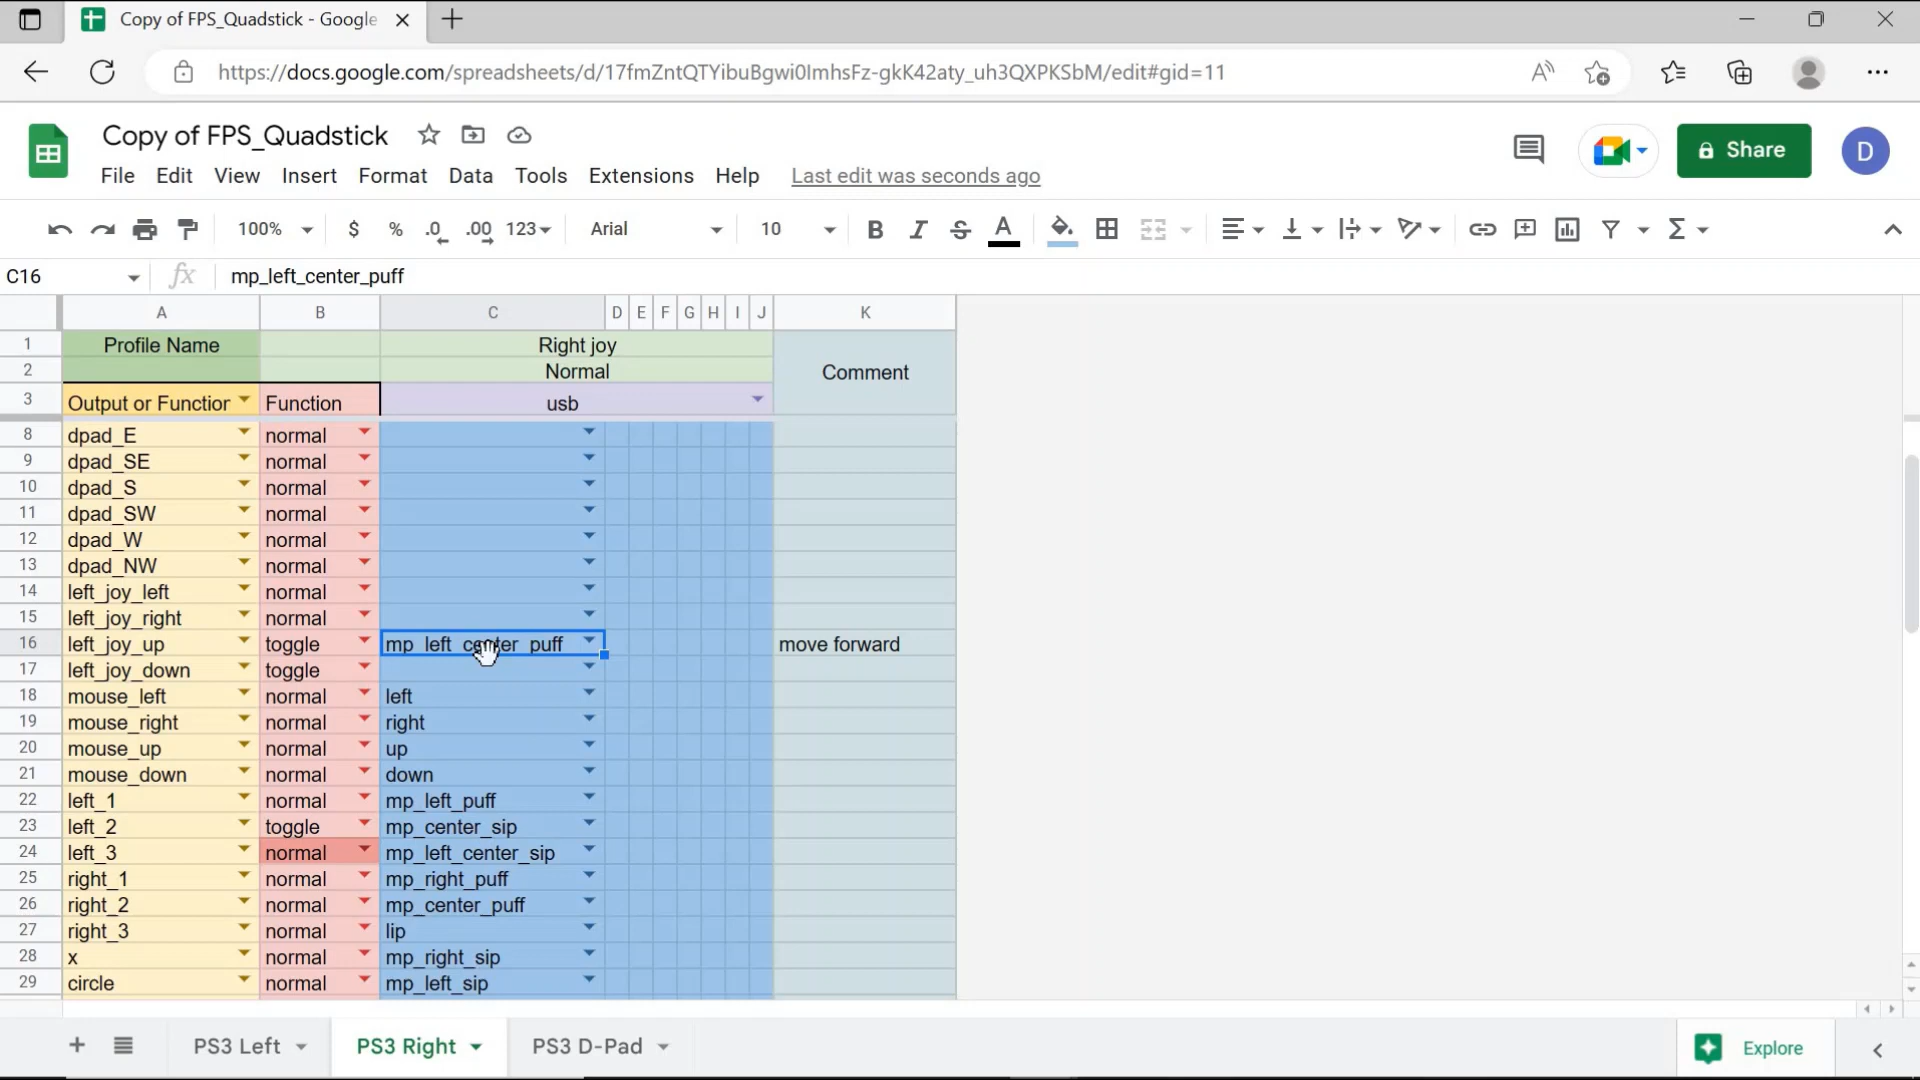 Copy of FPS_Quadstick - Google
https://docs.google.com/spreadsheets/d/17fmZntQTYibuBgwi0ImhsFz-gkK42aty_uh3QXPKSbM/edit#gid=11
Copy of FPS_Quadstick
File Edit View Insert Format Data Tools Extensions Help Last edit was seconds ago
Share
D
100% $ % .0 .00 123 Arial 10 B I S A
C16 fx mp_left_center_puff
A B C D E F G H I J K
1 Profile Name Right joy
2 Normal Comment
3 Output or Functior Function usb
8 dpad_E normal
9 dpad_SE normal
10 dpad_S normal
11 dpad_SW normal
12 dpad_W normal
13 dpad_NW normal
14 left_joy_left normal
15 left_joy_right normal
16 left_joy_up toggle mp_left_center_puff move forward
17 left_joy_down toggle
18 mouse_left normal left
19 mouse_right normal right
20 mouse_up normal up
21 mouse_down normal down
22 left_1 normal mp_left_puff
23 left_2 toggle mp_center_sip
24 left_3 normal mp_left_center_sip
25 right_1 normal mp_right_puff
26 right_2 normal mp_center_puff
27 right_3 normal lip
28 x normal mp_right_sip
29 circle normal mp_left_sip
PS3 Left PS3 Right PS3 D-Pad Explore